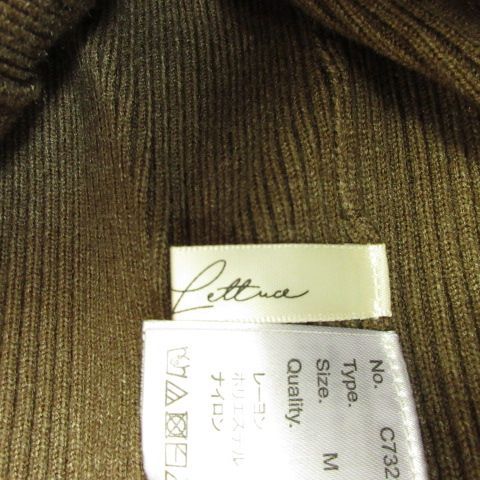 Lettuce
No.
Type. C732
Size. M
Quality.
レーヨン
ポリエステル
ナイロン